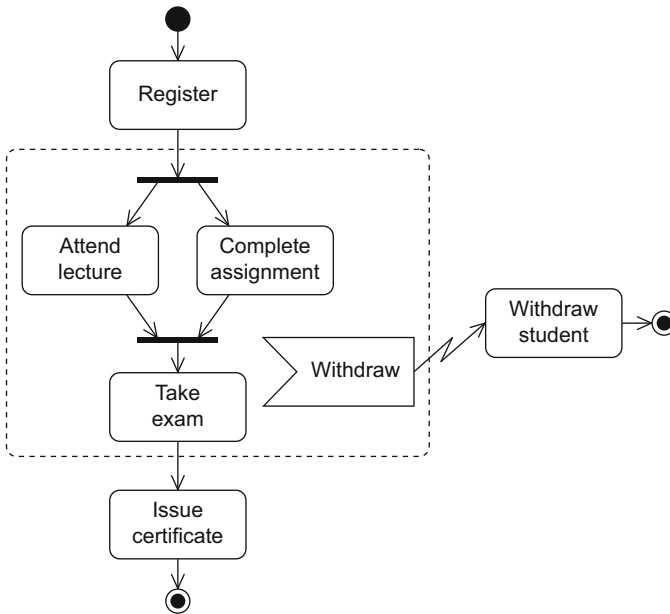 Register
Attend
lecture
Complete
assignment
Withdraw
student
Withdraw
Take
exam
Issue
certificate